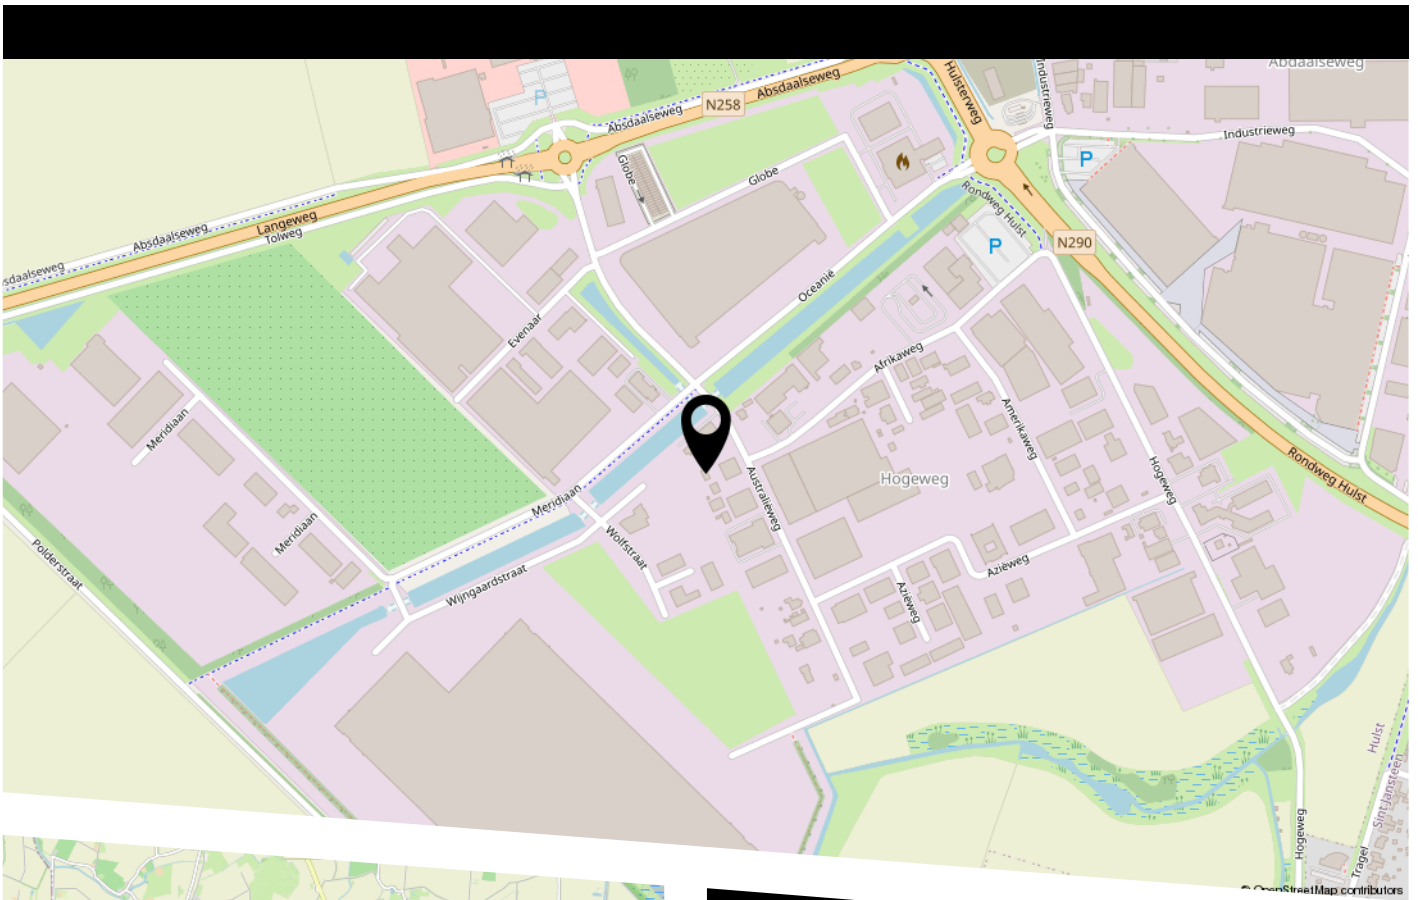 Abdaalseweg
Hulsterweg
Industrieweg
Absdaalseweg
N258
P
Absdaalseweg
Industrieweg
P
Globe
Globe
Rondweg Hulst
Langeweg
Absdaalseweg
Tolweg
P
N290
sdaalseweg
Oceanië
Evenaar
Afrikaweg
Meridiaan
Amerikaweg
Hogeweg
Hogeweg
Rondweg Hulst
Australiëweg
Meridiaan
Meridiaan
Wolfstraat
Polderstraat
Wijngaardstraat
Aziëweg
Aziëweg
Hulst
Sint Jansteen
Hogeweg
Tragel
© OpenStreetMap contributors